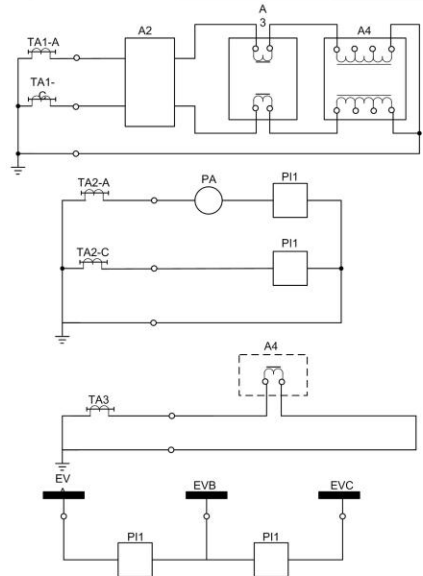 A
3
A2
A4
TA1-A
TA1-
C
TA2-A
PA
PI1
TA2-C
PI1
A4
TA3
EV
A
EVB
EVC
PI1
PI1